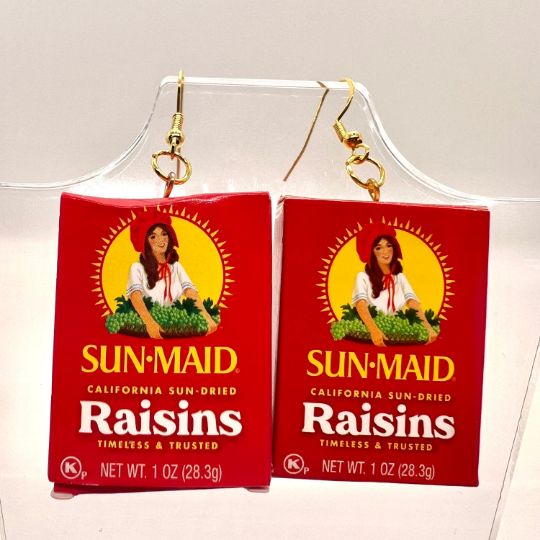 SUN•MAID
CALIFORNIA SUN-DRIED
Raisins
TIMELESS & TRUSTED
K P NET WT. 1 OZ (28.3g)
SUN•MAID
CALIFORNIA SUN-DRIED
Raisins
TIMELESS & TRUSTED
K P NET WT. 1 OZ (28.3g)